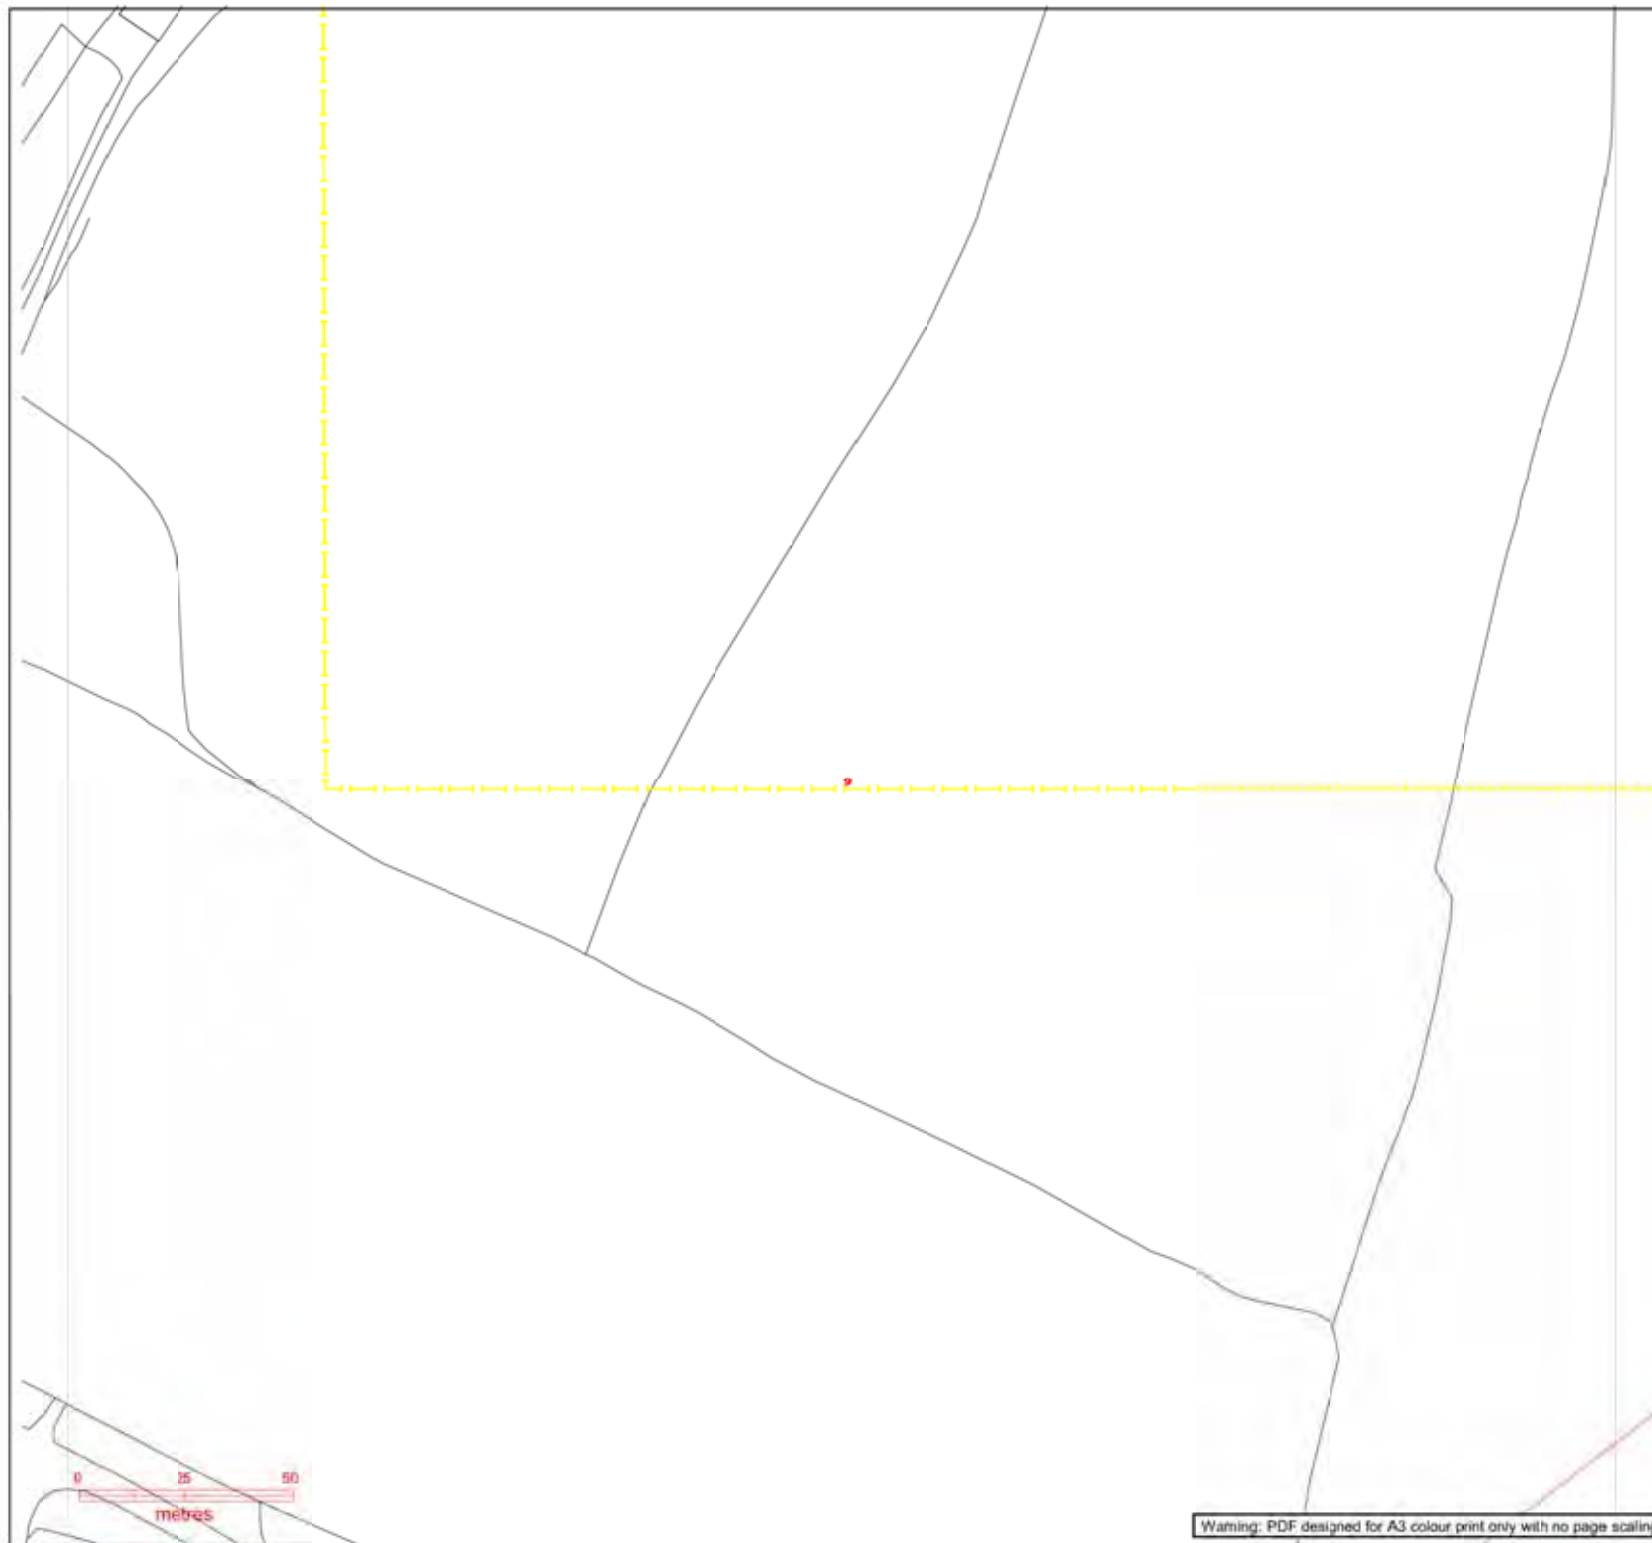 0 25 50
metres
Warning: PDF designed for A3 colour print only with no page scaling